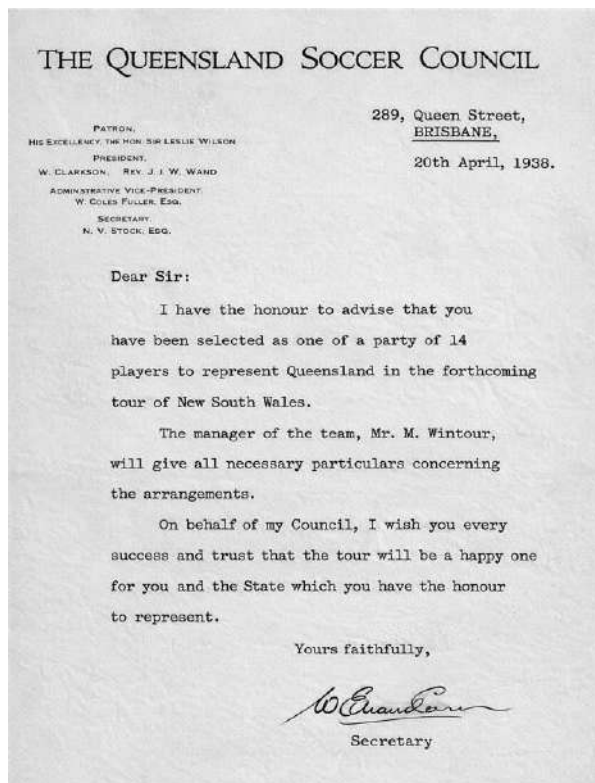 THE QUEENSLAND SOCCER COUNCIL
289, Queen Street,
BRISBANE,
20th April, 1938.
PATRON,
HIS EXCELLENCY, THE HON. SIR LESLIE WILSON
PRESIDENT,
W. CLARKSON, REV. J. I. W. WAND
ADMINISTRATIVE VICE-PRESIDENT,
W. COLES FULLER, ESQ.
SECRETARY,
N. V. STOCK, ESQ.
Dear Sir:
I have the honour to advise that you
have been selected as one of a party of 14
players to represent Queensland in the forthcoming
tour of New South Wales.
The manager of the team, Mr. M. Wintour,
will give all necessary particulars concerning
the arrangements.
On behalf of my Council, I wish you every
success and trust that the tour will be a happy one
for you and the State which you have the honour
to represent.
Yours faithfully,
Secretary